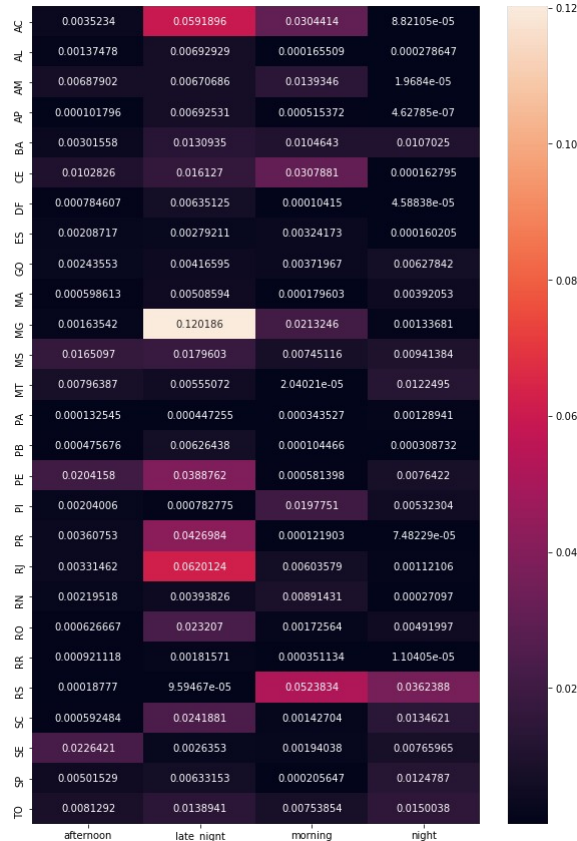 AC 0.0035234 0.0591896 0.0304414 8.82105e-05
AL 0.00137478 0.00692929 0.000165509 0.000278647
AM 0.00687902 0.00670686 0.0139346 1.9684e-05
AP 0.000101796 0.00692531 0.000515372 4.62785e-07
BA 0.00301558 0.0130935 0.0104643 0.0107025
CE 0.0102826 0.016127 0.0307881 0.000162795
DF 0.000784607 0.00635125 0.00010415 4.58838e-05
ES 0.00208717 0.00279211 0.00324173 0.000160205
GO 0.00243553 0.00416595 0.00371967 0.00627842
MA 0.000598613 0.00508594 0.000179603 0.00392053
MG 0.00163542 0.120186 0.0213246 0.00133681
MS 0.0165097 0.0179603 0.00745116 0.00941384
MT 0.00796387 0.00555072 2.04021e-05 0.0122495
PA 0.000132545 0.000447255 0.000343527 0.00128941
PB 0.000475676 0.00626438 0.000104466 0.000308732
PE 0.0204158 0.0388762 0.000581398 0.0076422
PI 0.00204006 0.000782775 0.0197751 0.00532304
PR 0.00360753 0.0426984 0.000121903 7.48229e-05
RJ 0.00331462 0.0620124 0.00603579 0.00112106
RN 0.00219518 0.00393826 0.00891431 0.00027097
RO 0.000626667 0.023207 0.00172564 0.00491997
RR 0.000921118 0.00181571 0.000351134 1.10405e-05
RS 0.00018777 9.59467e-05 0.0523834 0.0362388
SC 0.000592484 0.0241881 0.00142704 0.0134621
SE 0.0226421 0.0026353 0.00194038 0.00765965
SP 0.00501529 0.00633153 0.000205647 0.0124787
TO 0.0081292 0.0138941 0.00753854 0.0150038
afternoon late_night morning night
0.12
0.10
0.08
0.06
0.04
0.02